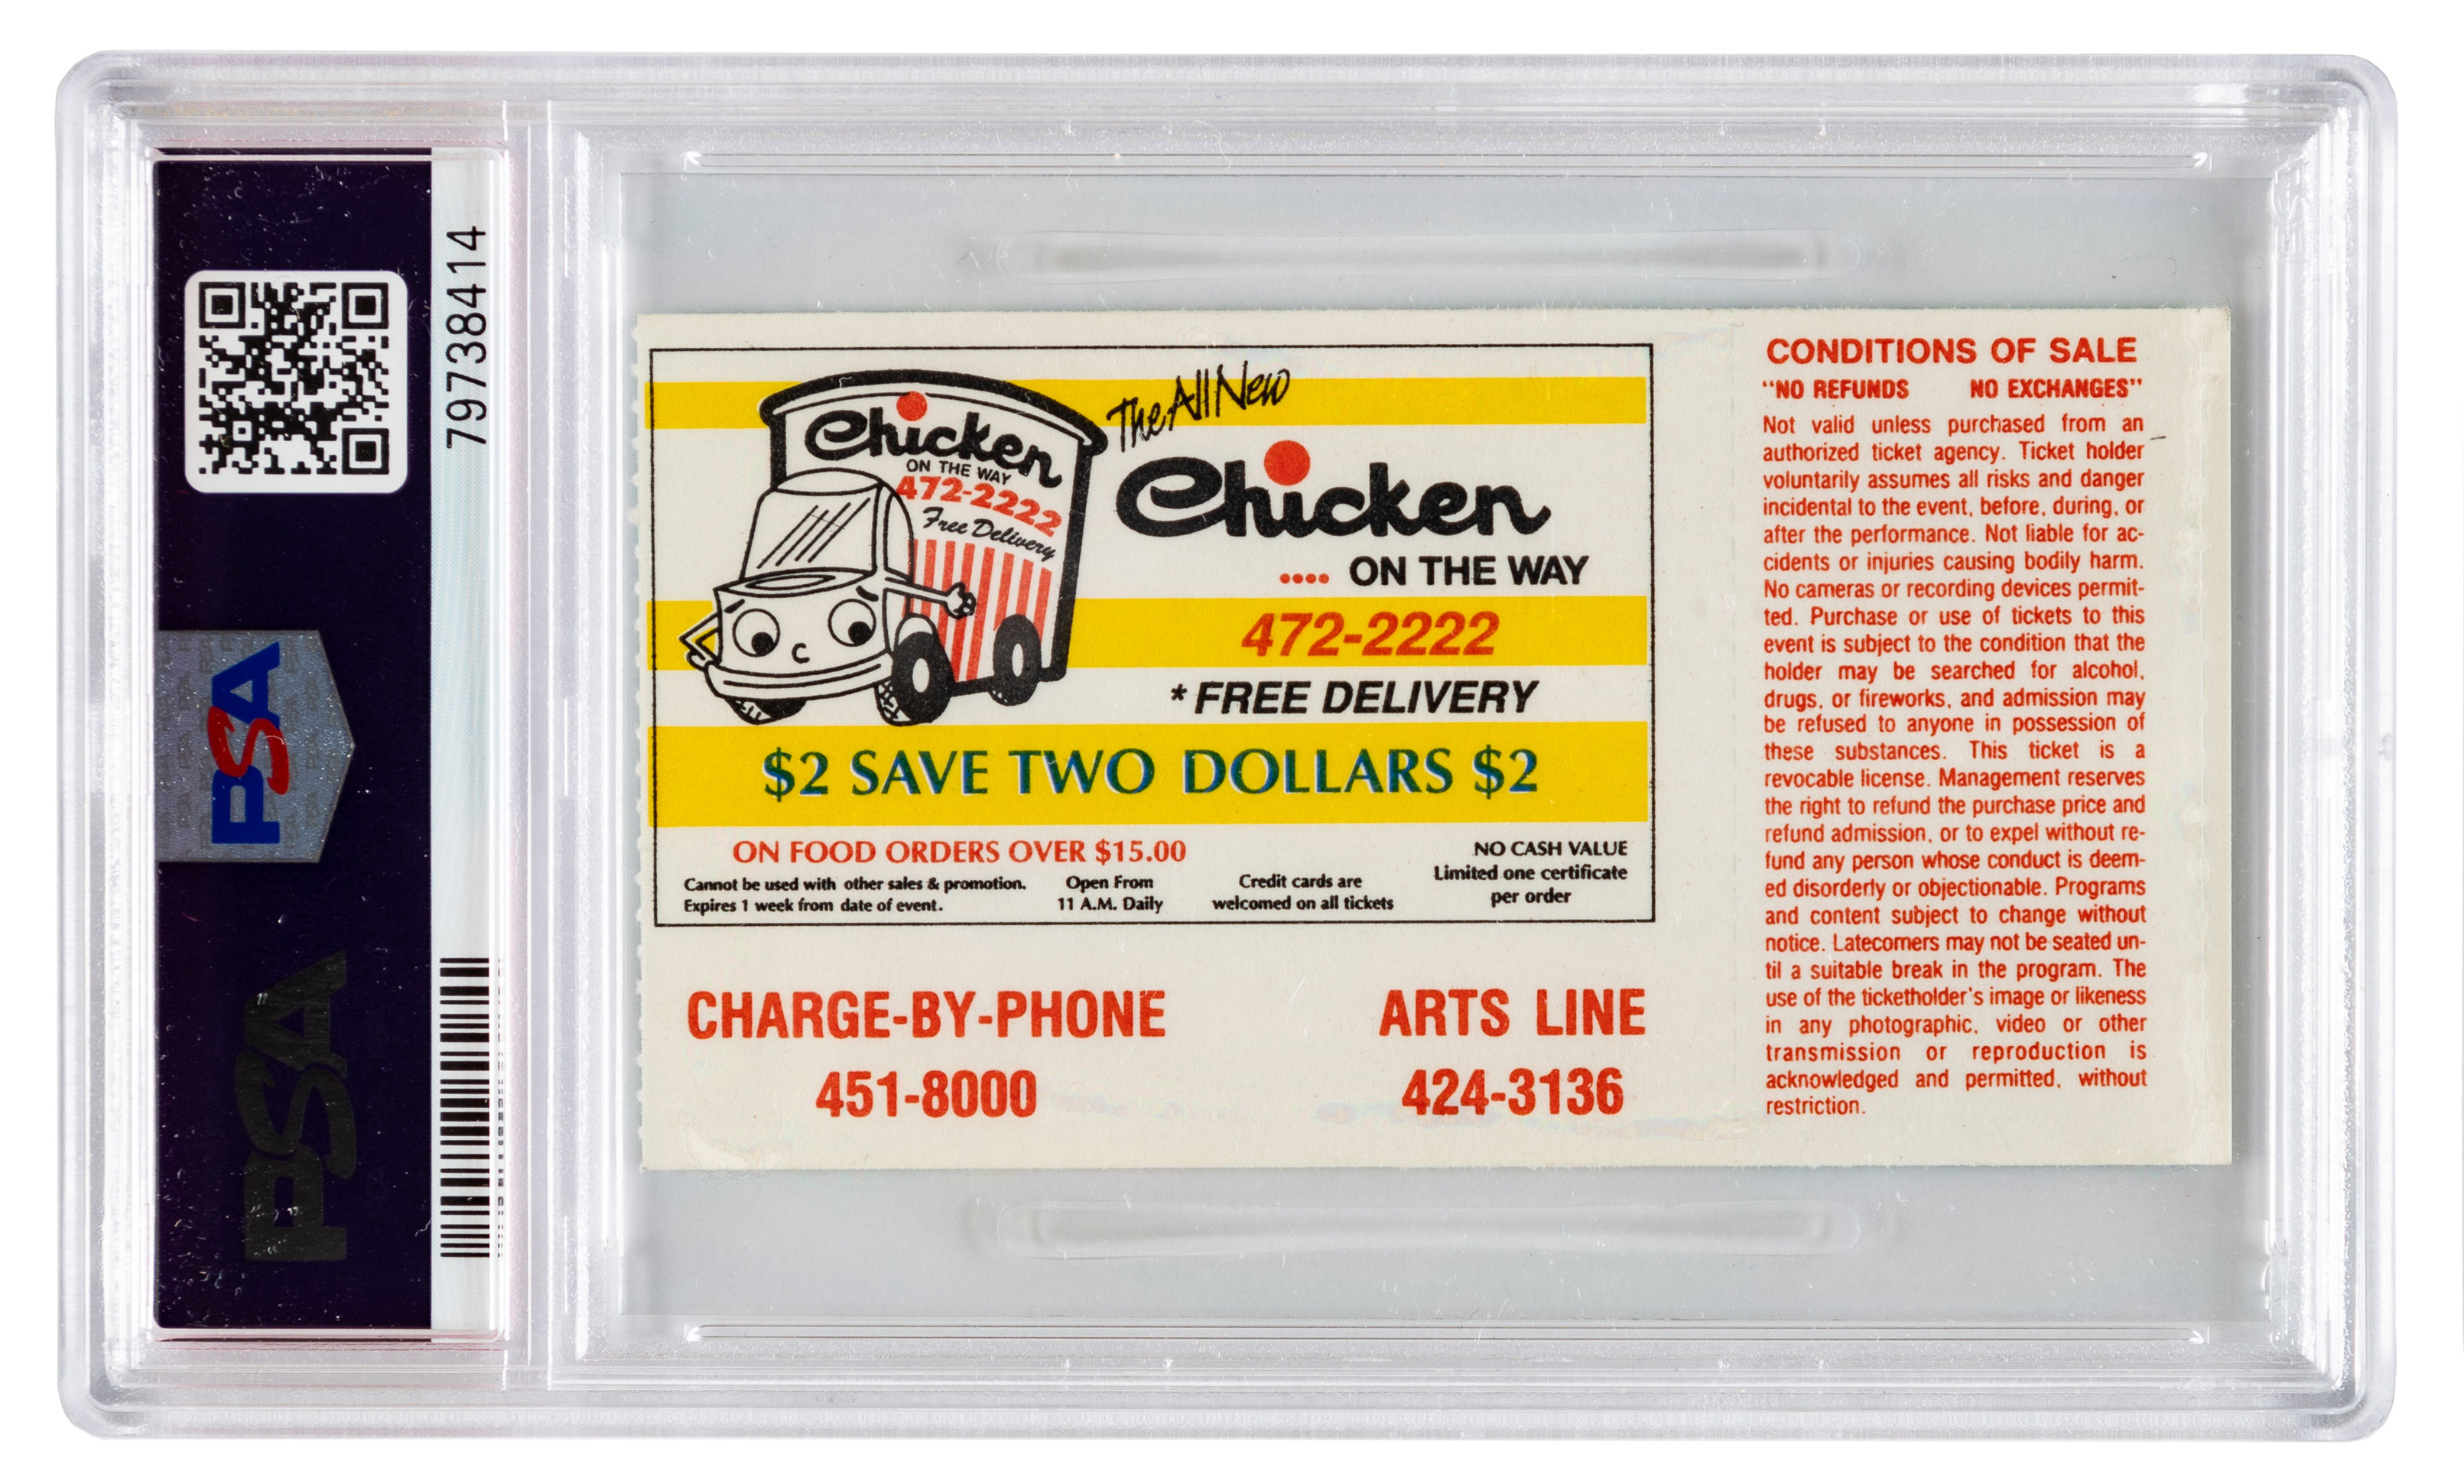 79738414
PSA
PSA
Chicken
ON THE WAY
472-2222
Free Delivery
The All New
Chicken
.... ON THE WAY
472-2222
* FREE DELIVERY
$2 SAVE TWO DOLLARS $2
ON FOOD ORDERS OVER $15.00
Cannot be used with other sales & promotion.
Expires 1 week from date of event.
Open From
11 A.M. Daily
Credit cards are
welcomed on all tickets
NO CASH VALUE
Limited one certificate
per order
CHARGE-BY-PHONE
451-8000
ARTS LINE
424-3136
CONDITIONS OF SALE
"NO REFUNDS NO EXCHANGES"
Not valid unless purchased from an
authorized ticket agency. Ticket holder
voluntarily assumes all risks and danger
incidental to the event, before, during, or
after the performance. Not liable for ac-
cidents or injuries causing bodily harm.
No cameras or recording devices permit-
ted. Purchase or use of tickets to this
event is subject to the condition that the
holder may be searched for alcohol,
drugs, or fireworks, and admission may
be refused to anyone in possession of
these substances. This ticket is a
revocable license. Management reserves
the right to refund the purchase price and
refund admission, or to expel without re-
fund any person whose conduct is deem-
ed disorderly or objectionable. Programs
and content subject to change without
notice. Latecomers may not be seated un-
til a suitable break in the program. The
use of the ticketholder's image or likeness
in any photographic, video or other
transmission or reproduction is
acknowledged and permitted, without
restriction.